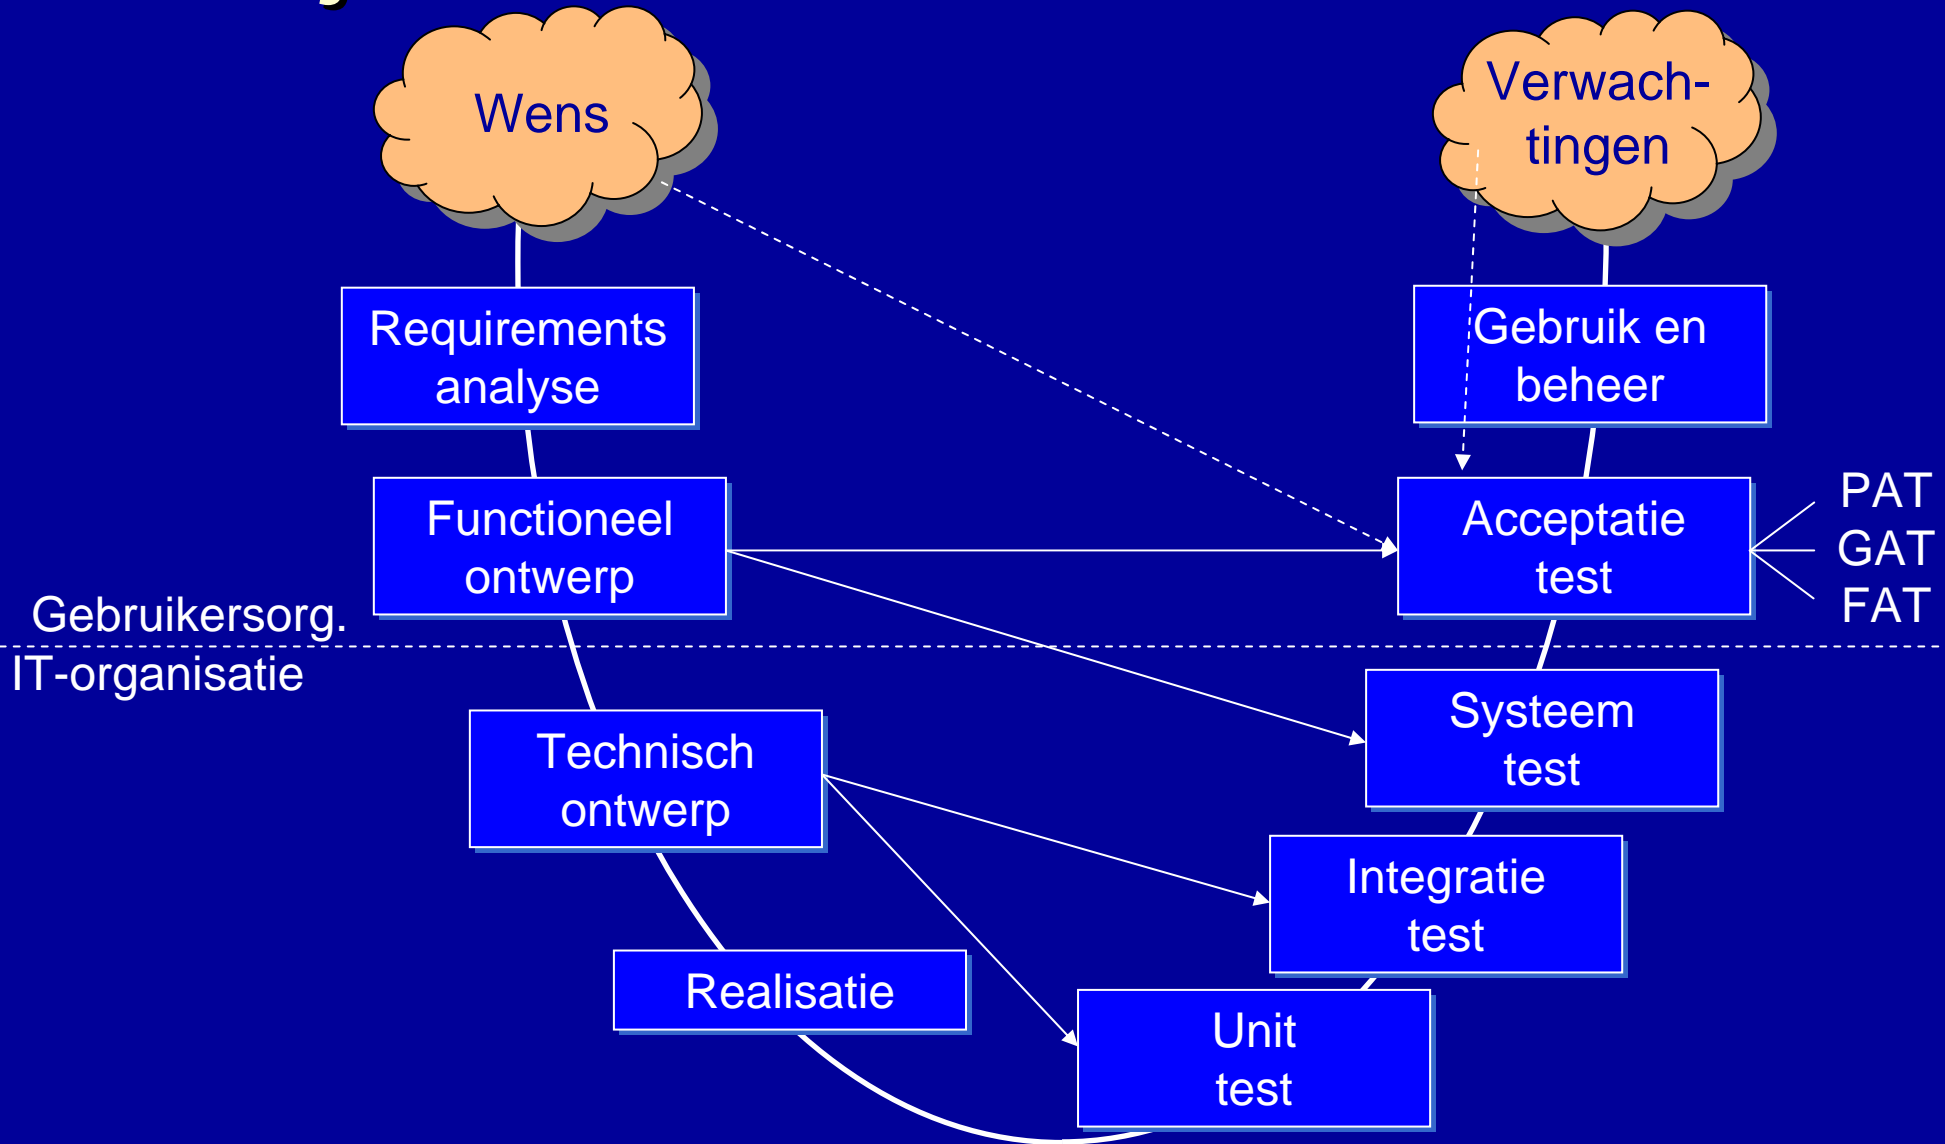 Wens
Verwach-
tingen
Requirements
analyse
Gebruik en
beheer
Functioneel
ontwerp
Acceptatie
test
PAT
GAT
FAT
Gebruikersorg.
IT-organisatie
Technisch
ontwerp
Systeem
test
Integratie
test
Realisatie
Unit
test